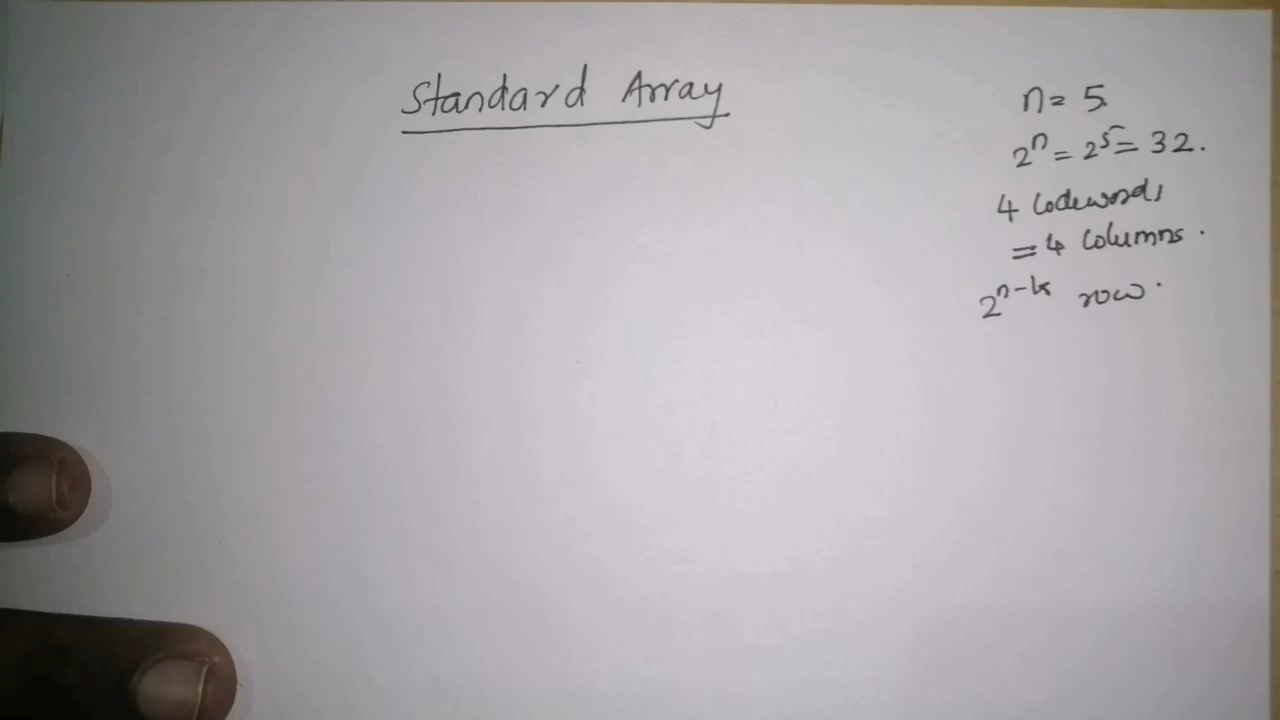 Standard Array
n = 5
2ⁿ = 2⁵ = 32.
4 Codewords
= 4 Columns.
2ⁿ⁻ᵏ row.